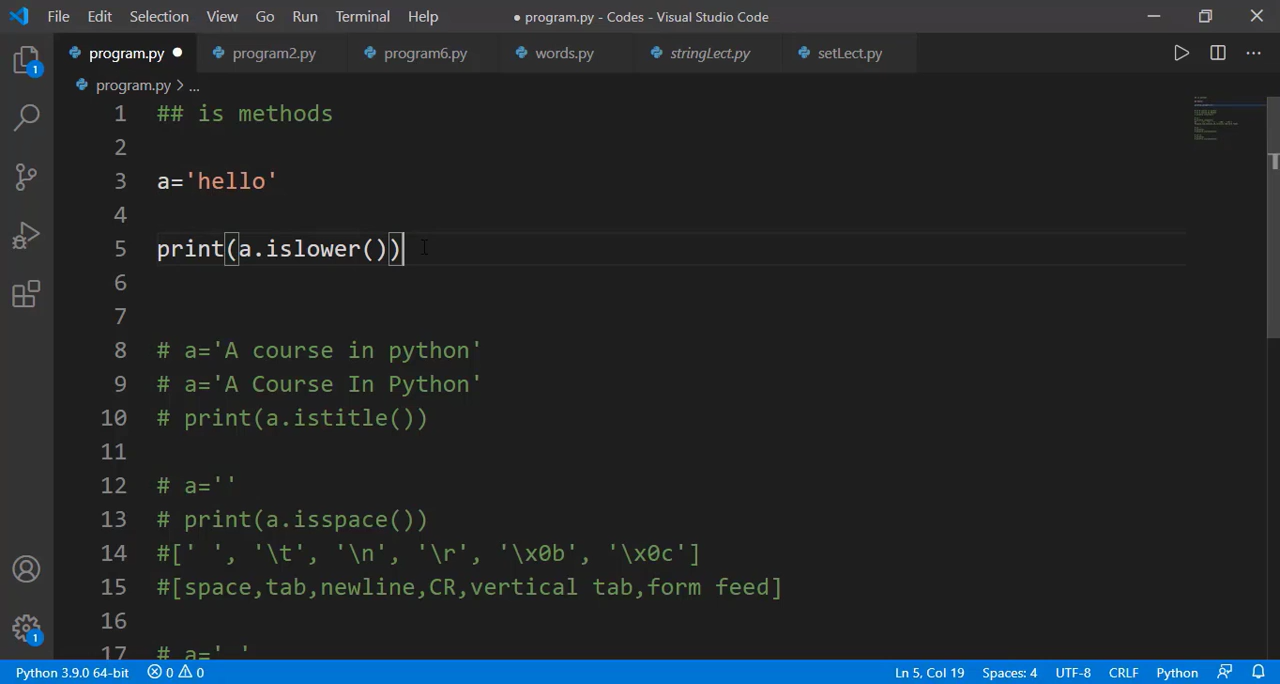 File Edit Selection View Go Run Terminal Help ● program.py - Codes - Visual Studio Code
program.py ● program2.py program6.py words.py stringLect.py setLect.py
program.py > ...
1 ## is methods
2
3 a='hello'
4
5 print(a.islower())
6
7
8 # a='A course in python'
9 # a='A Course In Python'
10 # print(a.istitle())
11
12 # a=''
13 # print(a.isspace())
14 #[' ', '\t', '\n', '\r', '\x0b', '\x0c']
15 #[space,tab,newline,CR,vertical tab,form feed]
16
17 # a=' '
1
1
Python 3.9.0 64-bit 0 0 Ln 5, Col 19 Spaces: 4 UTF-8 CRLF Python